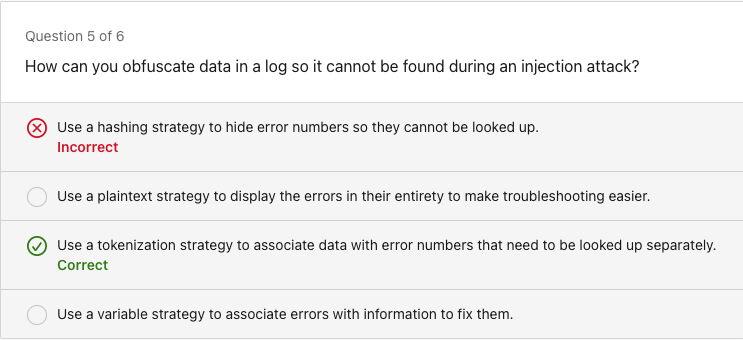 Question 5 of 6
How can you obfuscate data in a log so it cannot be found during an injection attack?
Use a hashing strategy to hide error numbers so they cannot be looked up.
Incorrect
Use a plaintext strategy to display the errors in their entirety to make troubleshooting easier.
Use a tokenization strategy to associate data with error numbers that need to be looked up separately.
Correct
Use a variable strategy to associate errors with information to fix them.